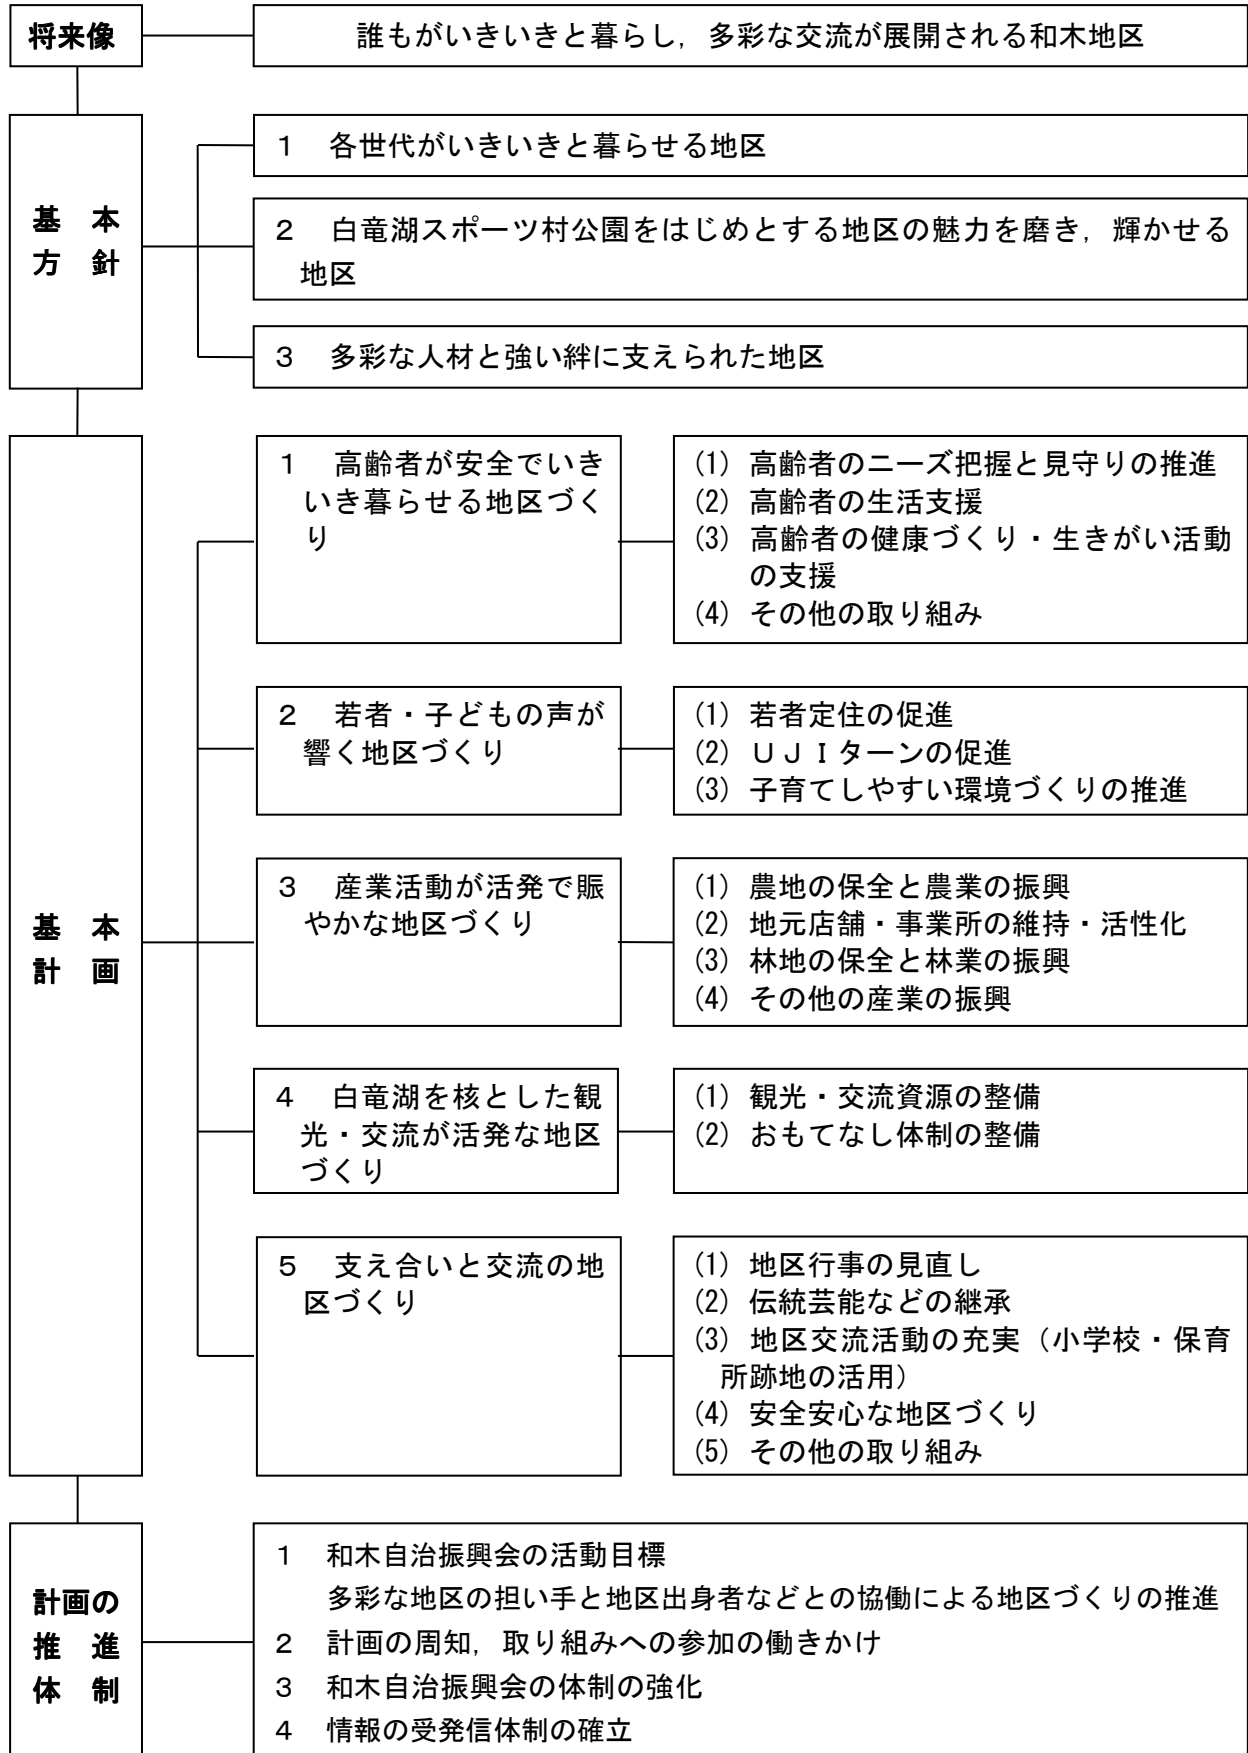 将来像
誰もがいきいきと暮らし，多彩な交流が展開される和木地区
基　本
方　針
１　各世代がいきいきと暮らせる地区
２　白竜湖スポーツ村公園をはじめとする地区の魅力を磨き，輝かせる
地区
３　多彩な人材と強い絆に支えられた地区
基　本
計　画
１　高齢者が安全でいき
いき暮らせる地区づく
り
(1) 高齢者のニーズ把握と見守りの推進
(2) 高齢者の生活支援
(3) 高齢者の健康づくり・生きがい活動
の支援
(4) その他の取り組み
２　若者・子どもの声が
響く地区づくり
(1) 若者定住の促進
(2) ＵＪＩターンの促進
(3) 子育てしやすい環境づくりの推進
３　産業活動が活発で賑
やかな地区づくり
(1) 農地の保全と農業の振興
(2) 地元店舗・事業所の維持・活性化
(3) 林地の保全と林業の振興
(4) その他の産業の振興
４　白竜湖を核とした観
光・交流が活発な地区
づくり
(1) 観光・交流資源の整備
(2) おもてなし体制の整備
５　支え合いと交流の地
区づくり
(1) 地区行事の見直し
(2) 伝統芸能などの継承
(3) 地区交流活動の充実（小学校・保育
所跡地の活用）
(4) 安全安心な地区づくり
(5) その他の取り組み
計画の
推　進
体　制
１　和木自治振興会の活動目標
多彩な地区の担い手と地区出身者などとの協働による地区づくりの推進
２　計画の周知，取り組みへの参加の働きかけ
３　和木自治振興会の体制の強化
４　情報の受発信体制の確立